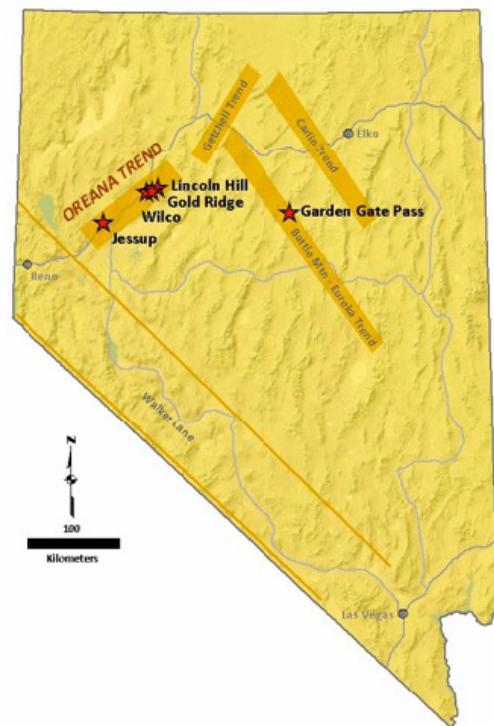 Getchell Trend
Carlin Trend
Elko
OREANA TREND
Lincoln Hill
Gold Ridge
Wilco
Jessup
Garden Gate Pass
Battle Mtn - Eureka Trend
Reno
Walker Lane
N
100
Kilometers
Las Vegas